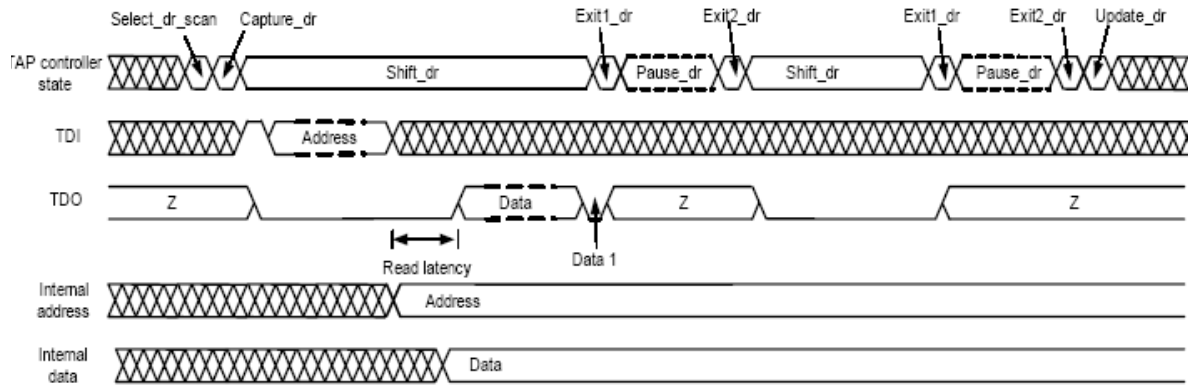 Select_dr_scan Capture_dr Exit1_dr Exit2_dr Exit1_dr Exit2_dr Update_dr
TAP controller
state
Shift_dr Pause_dr Shift_dr Pause_dr
TDI
Address
TDO
Z Data Z Z
Read latency
Data 1
Internal
address
Address
Internal
data
Data